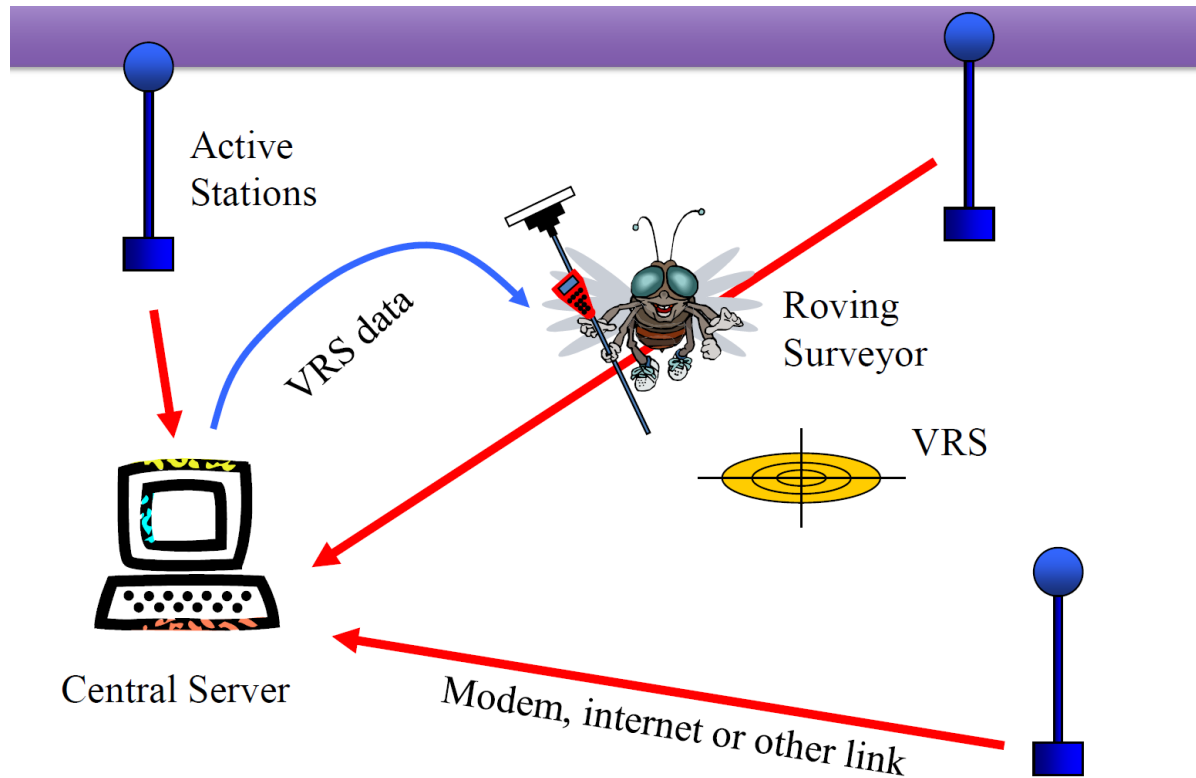 Active
Stations
VRS data
Roving
Surveyor
VRS
Central Server
Modem, internet or other link